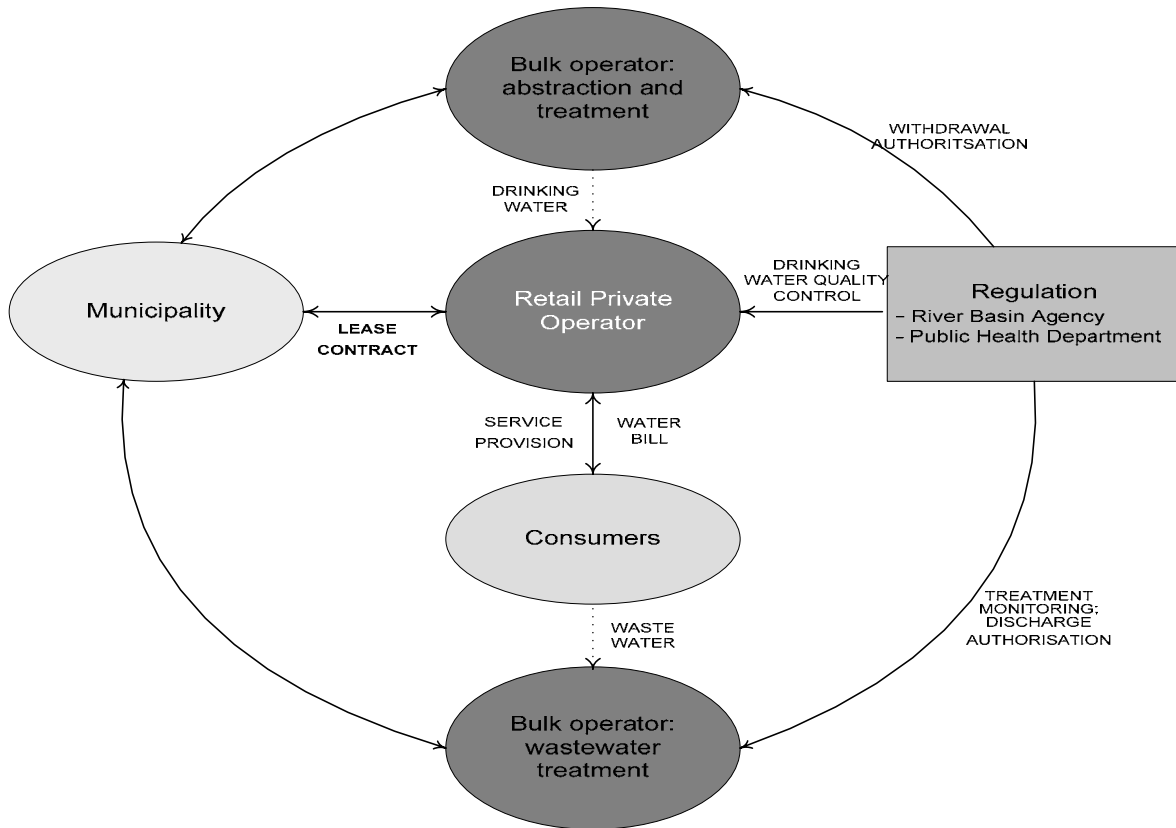 Bulk operator:
abstraction and
treatment
WITHDRAWAL
AUTHORITSATION
DRINKING
WATER
Municipality
LEASE
CONTRACT
Retail Private
Operator
DRINKING
WATER QUALITY
CONTROL
Regulation
– River Basin Agency
– Public Health Department
SERVICE
PROVISION
WATER
BILL
Consumers
WASTE
WATER
TREATMENT
MONITORING;
DISCHARGE
AUTHORISATION
Bulk operator:
wastewater
treatment